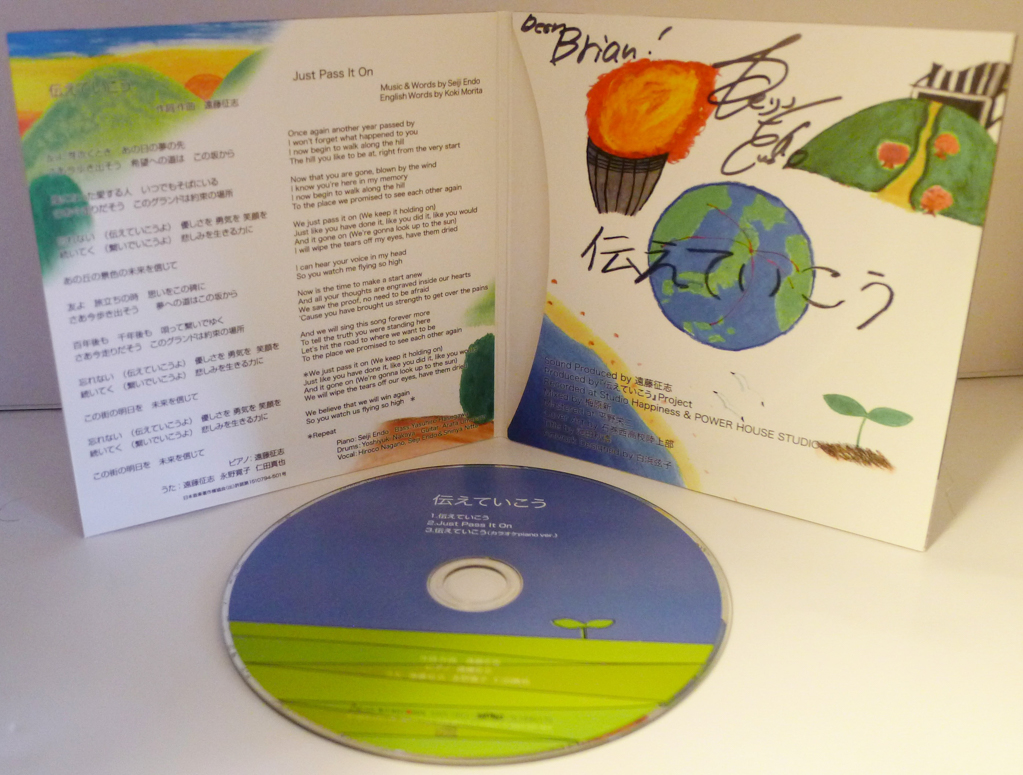 伝えていこう
作詞作曲　遠藤征志
さあ今歩き出そう　希望への道は　この坂から
愛する人　いつでもそばにいる
さあ走りだそう　このグランドは約束の場所
忘れない　(伝えていこうよ)　優しさを 勇気を 笑顔を
続いてく　(繋いでいこうよ)　悲しみを生きる力に
あの丘の景色の未来を信じて
友よ　旅立ちの時　思いをこの胸に
さあ今歩き出そう　夢への道はこの坂から
百年後も　千年後も　唄って繋いでゆく
さあ今走りだそう　このグランドは約束の場所
忘れない　(伝えていこうよ)　優しさを 勇気を 笑顔を
続いてく　(繋いでいこうよ)　悲しみを生きる力に
この街の明日を　未来を信じて
忘れない　(伝えていこうよ)　優しさを 勇気を 笑顔を
続いてく　(繋いでいこうよ)　悲しみを生きる力に
この街の明日を　未来を信じて
ピアノ：遠藤征志
うた：遠藤征志　永野寛子　仁田真也
Just Pass It On
Music & Words by Seiji Endo
English Words by Koki Morita
Once again another year passed by
I won't forget what happened to you
I now begin to walk along the hill
The hill you like to be at, right from the very start
Now that you are gone, blown by the wind
I know you're here in my memory
I now begin to walk along the hill
To the place we promised to see each other again
We just pass it on (We keep it holding on)
Just like you have done it, like you did it, like you would
And it gone on (We're gonna look up to the sun)
I will wipe the tears off my eyes, have them dried
I can hear your voice in my head
So you watch me flying so high
Now is the time to make a start anew
And all your thoughts are engraved inside our hearts
We saw the proof, no need to be afraid
'Cause you have brought us strength to get over the pains
And we will sing this song forever more
To tell the truth you were standing here
Let's hit the road to where we want to be
To the place we promised to see each other again
*We just pass it on (We keep it holding on)
Just like you have done it, like you did it, like you would
And it gone on (We're gonna look up to the sun)
We will wipe the tears off our eyes, have them dried
We believe that we will win again
So you watch us flying so high *
*Repeat
Piano: Seiji Endo
Drums: Yoshiyuki
Vocal: Hiroco Nagano, Seiji Endo, Shinya Nitta
Dear
Brian!
伝えていこう
Sound Produced by 遠藤征志
Produced by『伝えていこう』Project
Recorded at Studio Happiness & POWER HOUSE STUDIO
伝えていこう
1.伝えていこう
2.Just Pass It On
3.伝えていこう(カラオケpiano ver.)